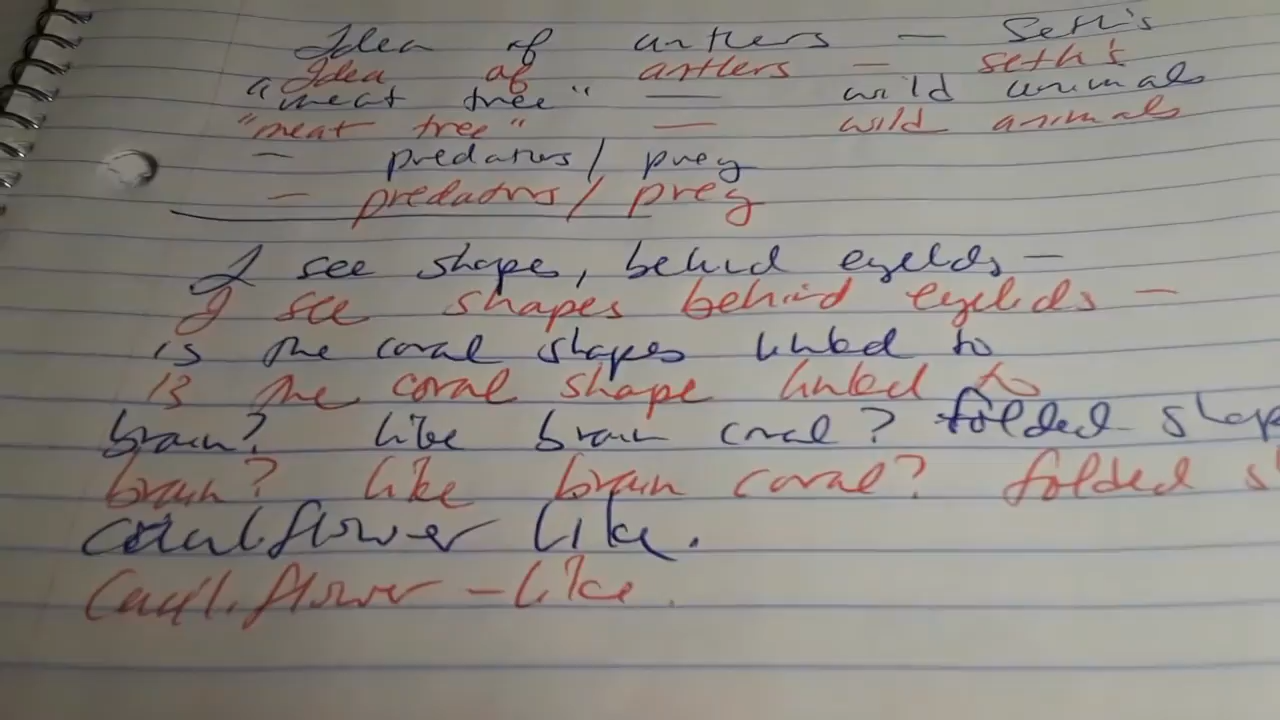 Idea of antlers — Seth's
Idea of antlers — Seth's
"meat tree" — wild animals
"meat tree" — wild animals
— predators / prey
— predators / prey
I see shapes, behind eyelids —
I see shapes behind eyelids —
is the coral shapes linked to
is the coral shape linked to
brain? like brain coral? folded shap
brain? like brain coral? folded s
like.
Cauliflower - like.